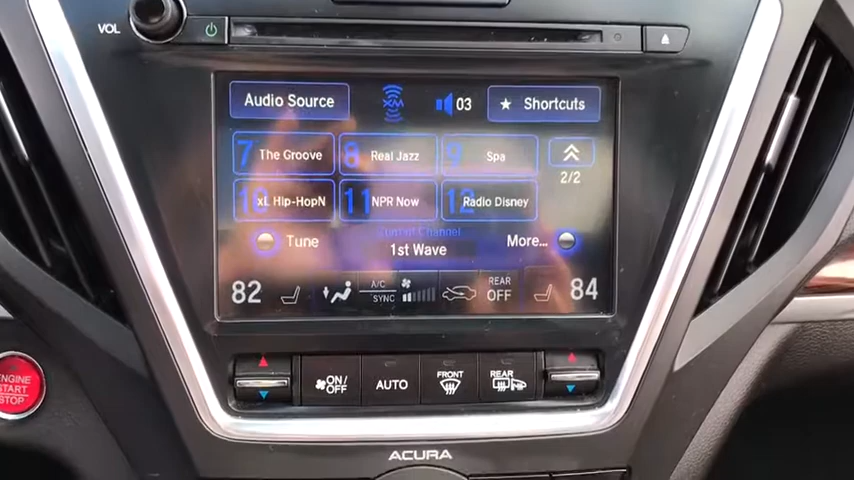 VOL
Audio Source XM 03 ★ Shortcuts
7 The Groove 8 Real Jazz 9 Spa
2/2
10 xL Hip-HopN 11 NPR Now 12 Radio Disney
Current Channel
Tune 1st Wave More...
82 A/C SYNC REAR OFF 84
ENGINE START STOP
ON/OFF AUTO FRONT REAR
ACURA